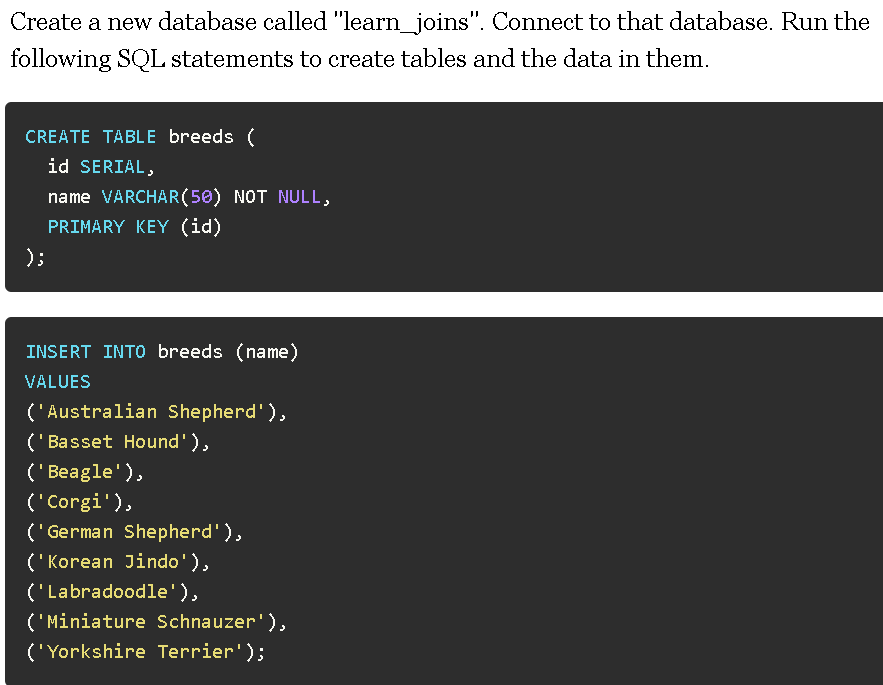 Create a new database called "learn_joins". Connect to that database. Run the
following SQL statements to create tables and the data in them.
CREATE TABLE breeds (
  id SERIAL,
  name VARCHAR(50) NOT NULL,
  PRIMARY KEY (id)
);
INSERT INTO breeds (name)
VALUES
('Australian Shepherd'),
('Basset Hound'),
('Beagle'),
('Corgi'),
('German Shepherd'),
('Korean Jindo'),
('Labradoodle'),
('Miniature Schnauzer'),
('Yorkshire Terrier');